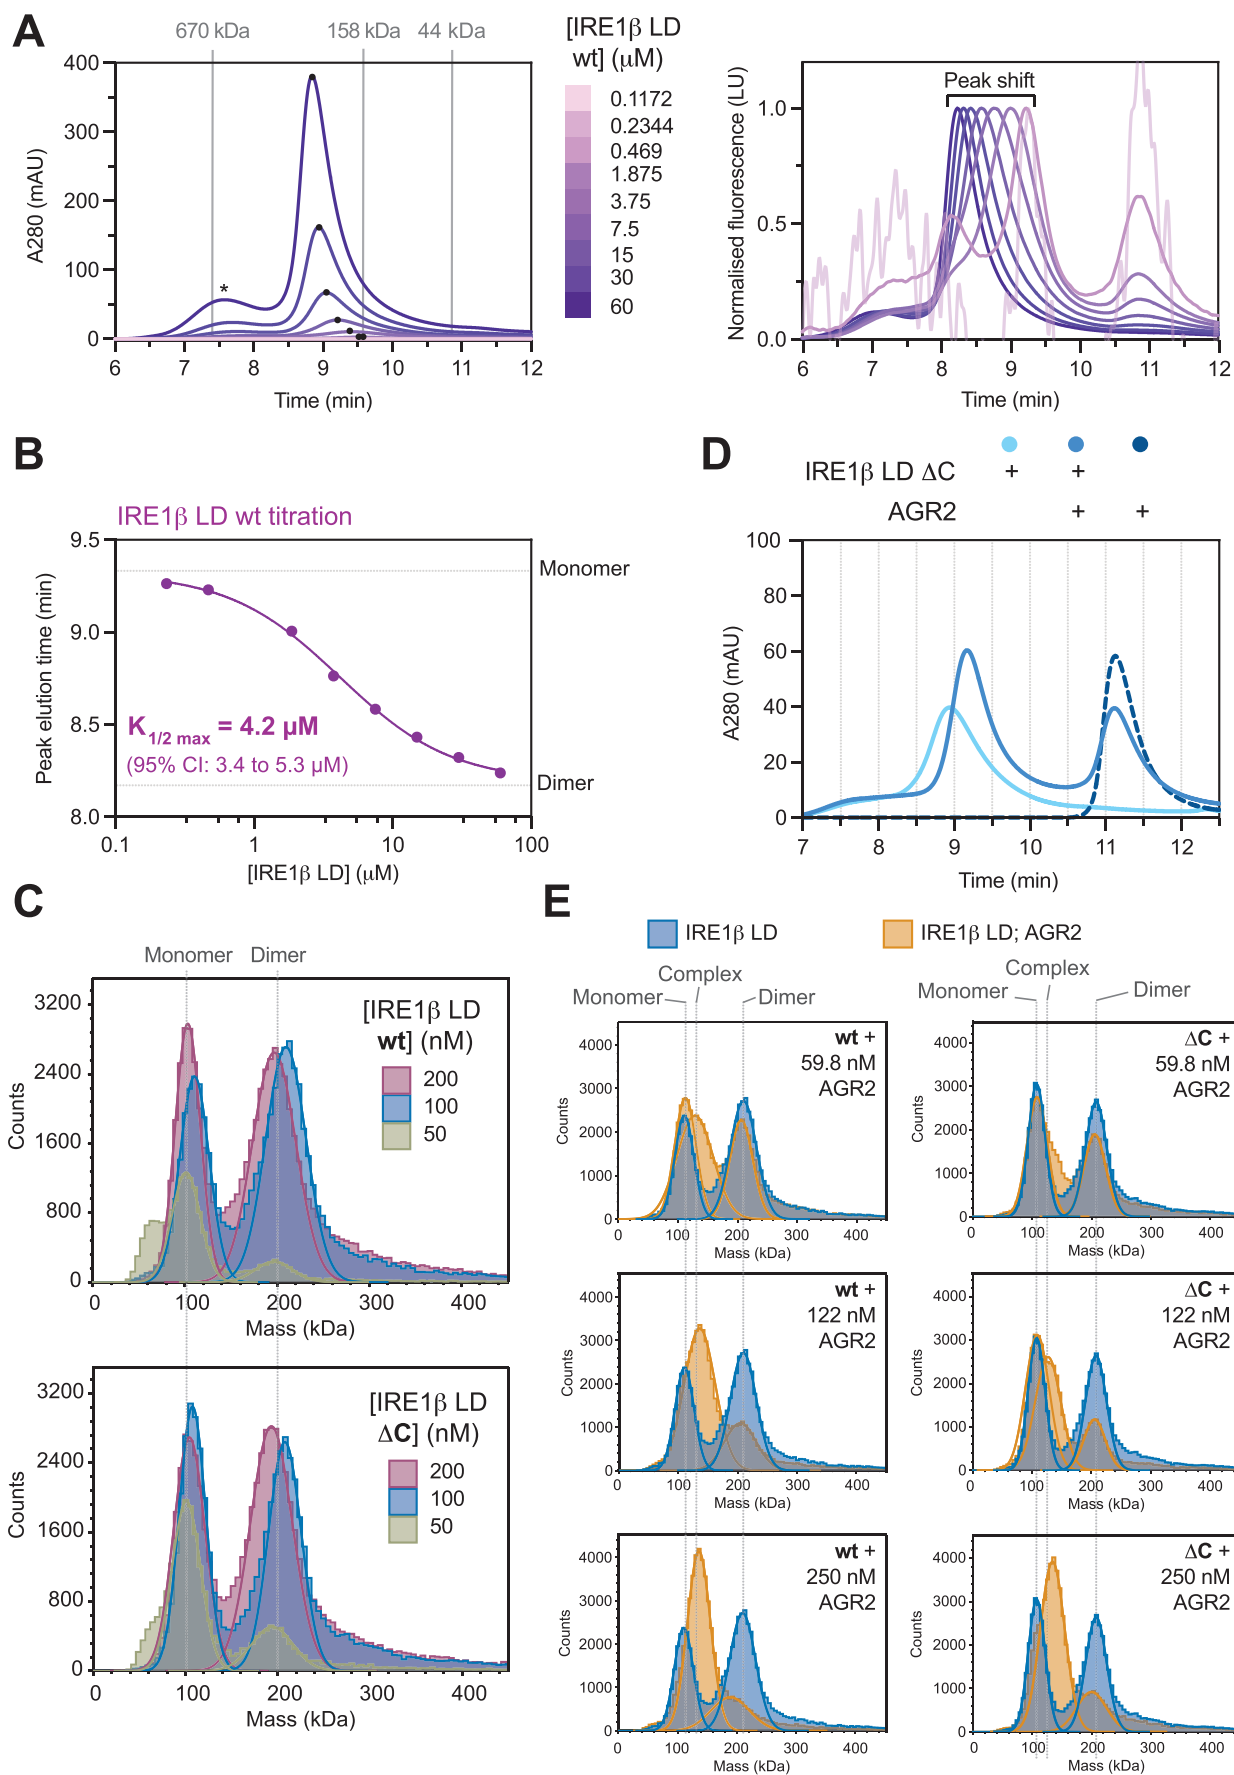 A
670 kDa
158 kDa
44 kDa
400
300
200
100
0
A280 (mAU)
*
6
7
8
9
10
11
12
Time (min)
[IRE1β LD
wt] (μM)
0.1172
0.2344
0.469
1.875
3.75
7.5
15
30
60
Peak shift
Normalised fluorescence (LU)
1.0
0.5
0.0
6
7
8
9
10
11
12
Time (min)
B
IRE1β LD wt titration
9.5
9.0
8.5
8.0
Peak elution time (min)
Monomer
Dimer
K1/2 max = 4.2 μM
(95% CI: 3.4 to 5.3 μM)
0.1
1
10
100
[IRE1β LD] (μM)
D
IRE1β LD ΔC
+
+
AGR2
+
+
100
80
60
40
20
0
A280 (mAU)
7
8
9
10
11
12
Time (min)
C
Monomer
Dimer
3200
2400
1600
800
0
Counts
[IRE1β LD
wt] (nM)
200
100
50
0
100
200
300
400
Mass (kDa)
3200
2400
1600
800
0
Counts
[IRE1β LD
ΔC] (nM)
200
100
50
0
100
200
300
400
Mass (kDa)
E
IRE1β LD
IRE1β LD; AGR2
Complex
Monomer
Dimer
Complex
Monomer
Dimer
4000
3000
2000
1000
0
Counts
wt +
59.8 nM
AGR2
0
100
200
300
400
Mass (kDa)
4000
3000
2000
1000
0
Counts
ΔC +
59.8 nM
AGR2
0
100
200
300
400
Mass (kDa)
4000
3000
2000
1000
0
Counts
wt +
122 nM
AGR2
0
100
200
300
400
Mass (kDa)
4000
3000
2000
1000
0
Counts
ΔC +
122 nM
AGR2
0
100
200
300
400
Mass (kDa)
4000
3000
2000
1000
0
Counts
wt +
250 nM
AGR2
0
100
200
300
400
Mass (kDa)
4000
3000
2000
1000
0
Counts
ΔC +
250 nM
AGR2
0
100
200
300
400
Mass (kDa)